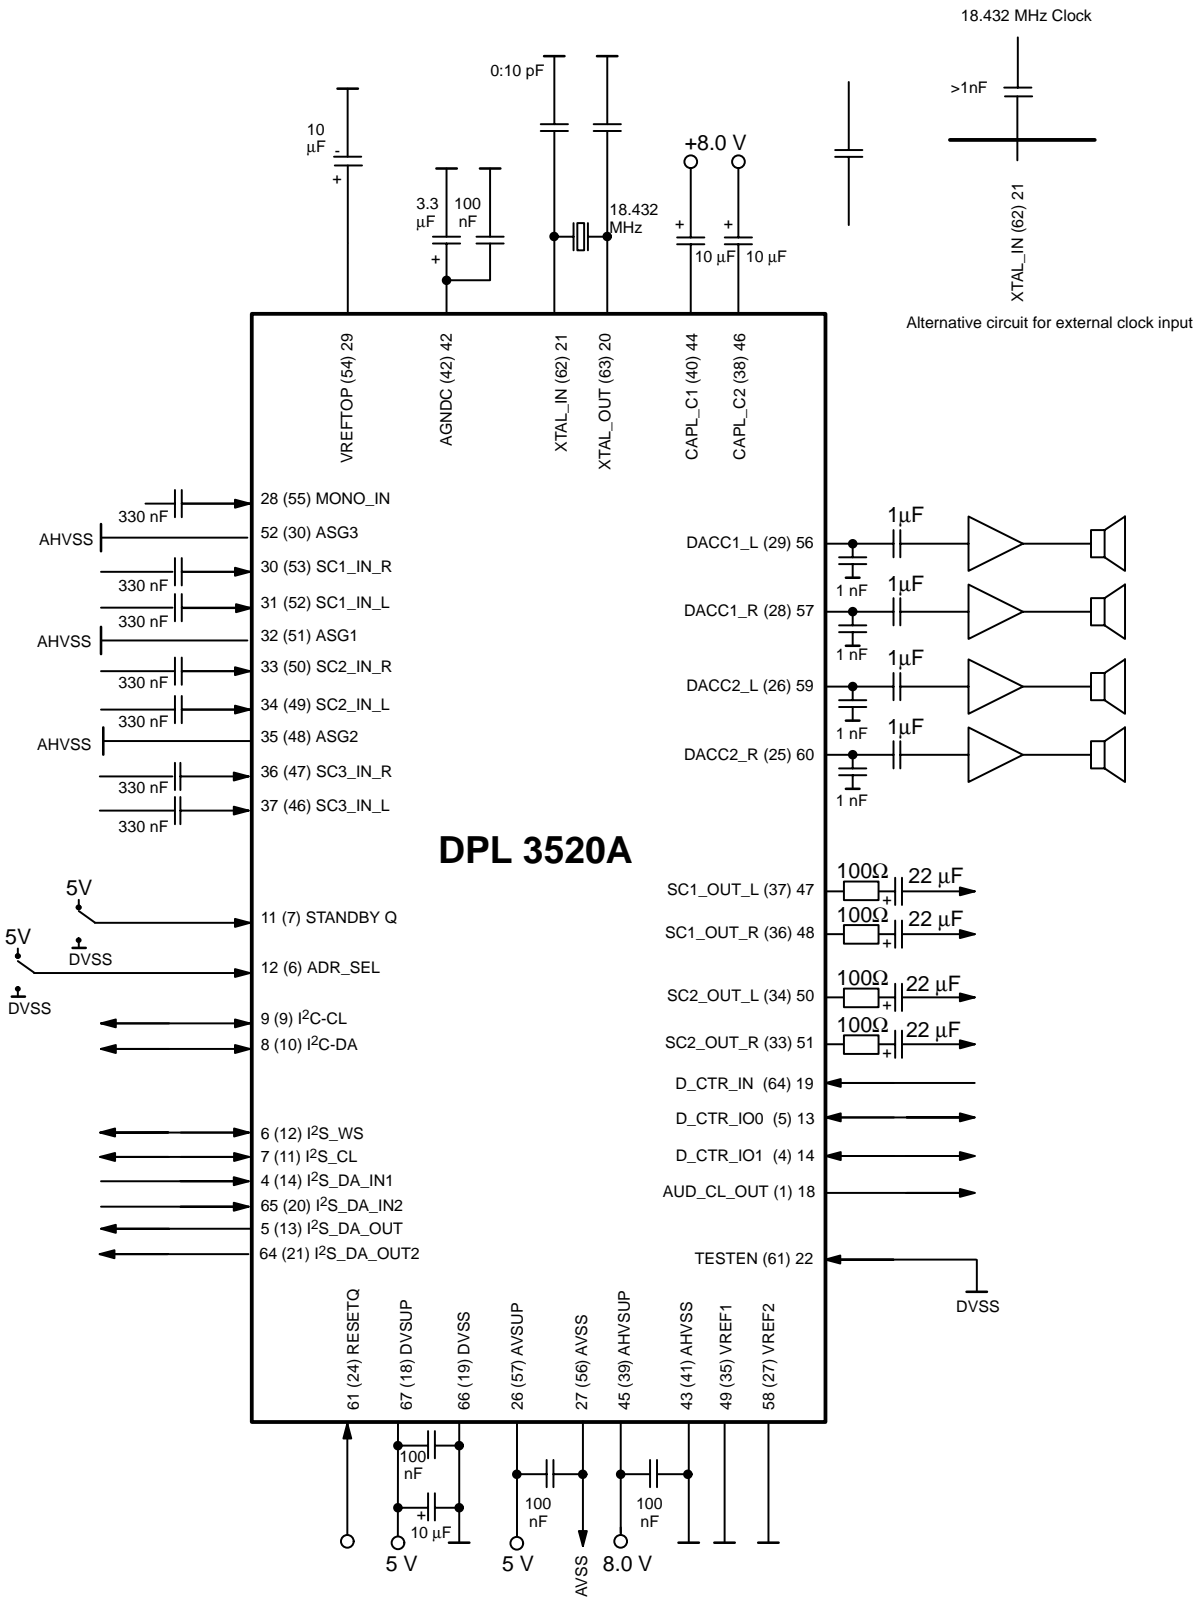 18.432 MHz Clock
0:10 pF
>1nF
10
μF
-
+
+8.0 V
3.3
μF
+
100
nF
18.432
MHz
+
10 μF
+
10 μF
XTAL_IN (62) 21
Alternative circuit for external clock input
VREFTOP (54) 29
AGNDC (42) 42
XTAL_IN (62) 21
XTAL_OUT (63) 20
CAPL_C1 (40) 44
CAPL_C2 (38) 46
28 (55) MONO_IN
330 nF
AHVSS
52 (30) ASG3
30 (53) SC1_IN_R
330 nF
31 (52) SC1_IN_L
330 nF
AHVSS
32 (51) ASG1
33 (50) SC2_IN_R
330 nF
34 (49) SC2_IN_L
330 nF
AHVSS
35 (48) ASG2
36 (47) SC3_IN_R
330 nF
37 (46) SC3_IN_L
330 nF
DACC1_L (29) 56
1μF
1 nF
DACC1_R (28) 57
1μF
1 nF
DACC2_L (26) 59
1μF
1 nF
DACC2_R (25) 60
1μF
1 nF
DPL 3520A
5V
11 (7) STANDBY Q
DVSS
5V
12 (6) ADR_SEL
DVSS
9 (9) I²C-CL
8 (10) I²C-DA
6 (12) I²S_WS
7 (11) I²S_CL
4 (14) I²S_DA_IN1
65 (20) I²S_DA_IN2
5 (13) I²S_DA_OUT
64 (21) I²S_DA_OUT2
SC1_OUT_L (37) 47
100Ω
+
22 μF
SC1_OUT_R (36) 48
100Ω
+
22 μF
SC2_OUT_L (34) 50
100Ω
+
22 μF
SC2_OUT_R (33) 51
100Ω
+
22 μF
D_CTR_IN (64) 19
D_CTR_IO0 (5) 13
D_CTR_IO1 (4) 14
AUD_CL_OUT (1) 18
TESTEN (61) 22
DVSS
61 (24) RESETQ
67 (18) DVSUP
66 (19) DVSS
26 (57) AVSUP
27 (56) AVSS
45 (39) AHVSUP
43 (41) AHVSS
49 (35) VREF1
58 (27) VREF2
100
nF
+
10 μF
100
nF
100
nF
5 V
5 V
AVSS
8.0 V